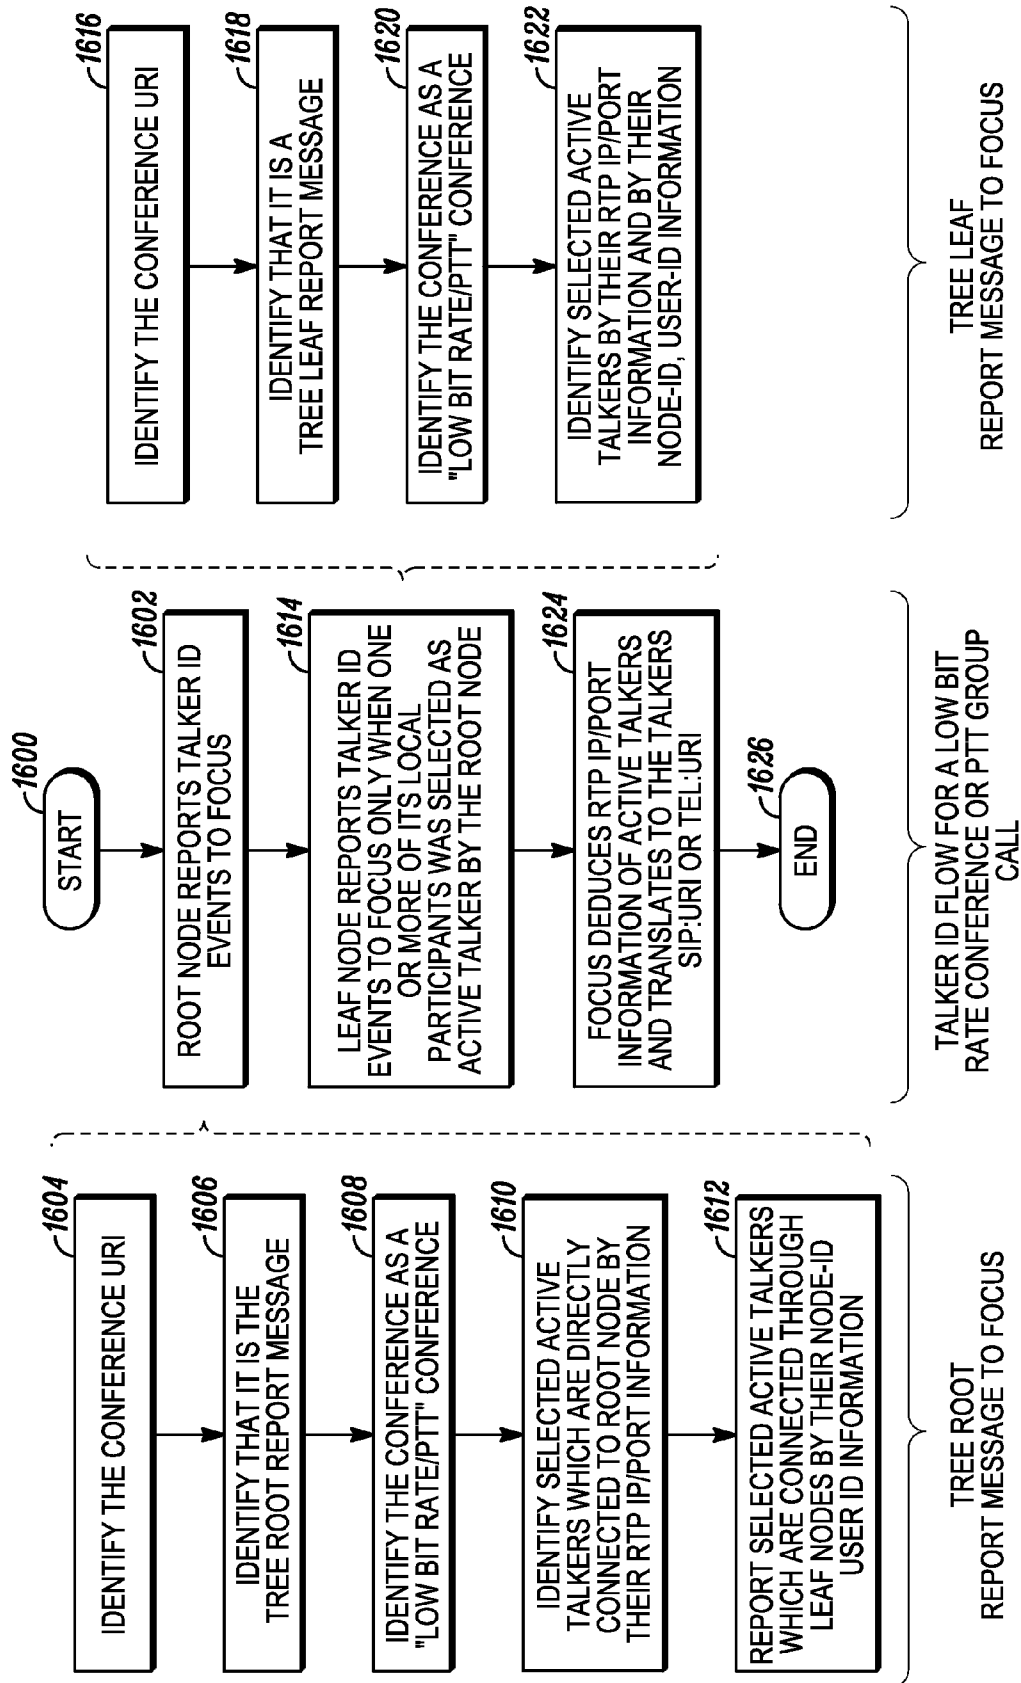 1604
IDENTIFY THE CONFERENCE URI
1606
IDENTIFY THAT IT IS THE
TREE ROOT REPORT MESSAGE
1608
IDENTIFY THE CONFERENCE AS A
"LOW BIT RATE/PTT" CONFERENCE
1610
IDENTIFY SELECTED ACTIVE
TALKERS WHICH ARE DIRECTLY
CONNECTED TO ROOT NODE BY
THEIR RTP IP/PORT INFORMATION
1612
REPORT SELECTED ACTIVE TALKERS
WHICH ARE CONNECTED THROUGH
LEAF NODES BY THEIR NODE-ID
USER ID INFORMATION
TREE ROOT
REPORT MESSAGE TO FOCUS
1600
START
1602
ROOT NODE REPORTS TALKER ID
EVENTS TO FOCUS
1614
LEAF NODE REPORTS TALKER ID
EVENTS TO FOCUS ONLY WHEN ONE
OR MORE OF ITS LOCAL
PARTICIPANTS WAS SELECTED AS
ACTIVE TALKER BY THE ROOT NODE
1624
FOCUS DEDUCES RTP IP/PORT
INFORMATION OF ACTIVE TALKERS
AND TRANSLATES TO THE TALKERS
SIP:URI OR TEL:URI
1626
END
TALKER ID FLOW FOR A LOW BIT
RATE CONFERENCE OR PTT GROUP
CALL
1616
IDENTIFY THE CONFERENCE URI
1618
IDENTIFY THAT IT IS A
TREE LEAF REPORT MESSAGE
1620
IDENTIFY THE CONFERENCE AS A
"LOW BIT RATE/PTT" CONFERENCE
1622
IDENTIFY SELECTED ACTIVE
TALKERS BY THEIR RTP IP/PORT
INFORMATION AND BY THEIR
NODE-ID, USER-ID INFORMATION
TREE LEAF
REPORT MESSAGE TO FOCUS